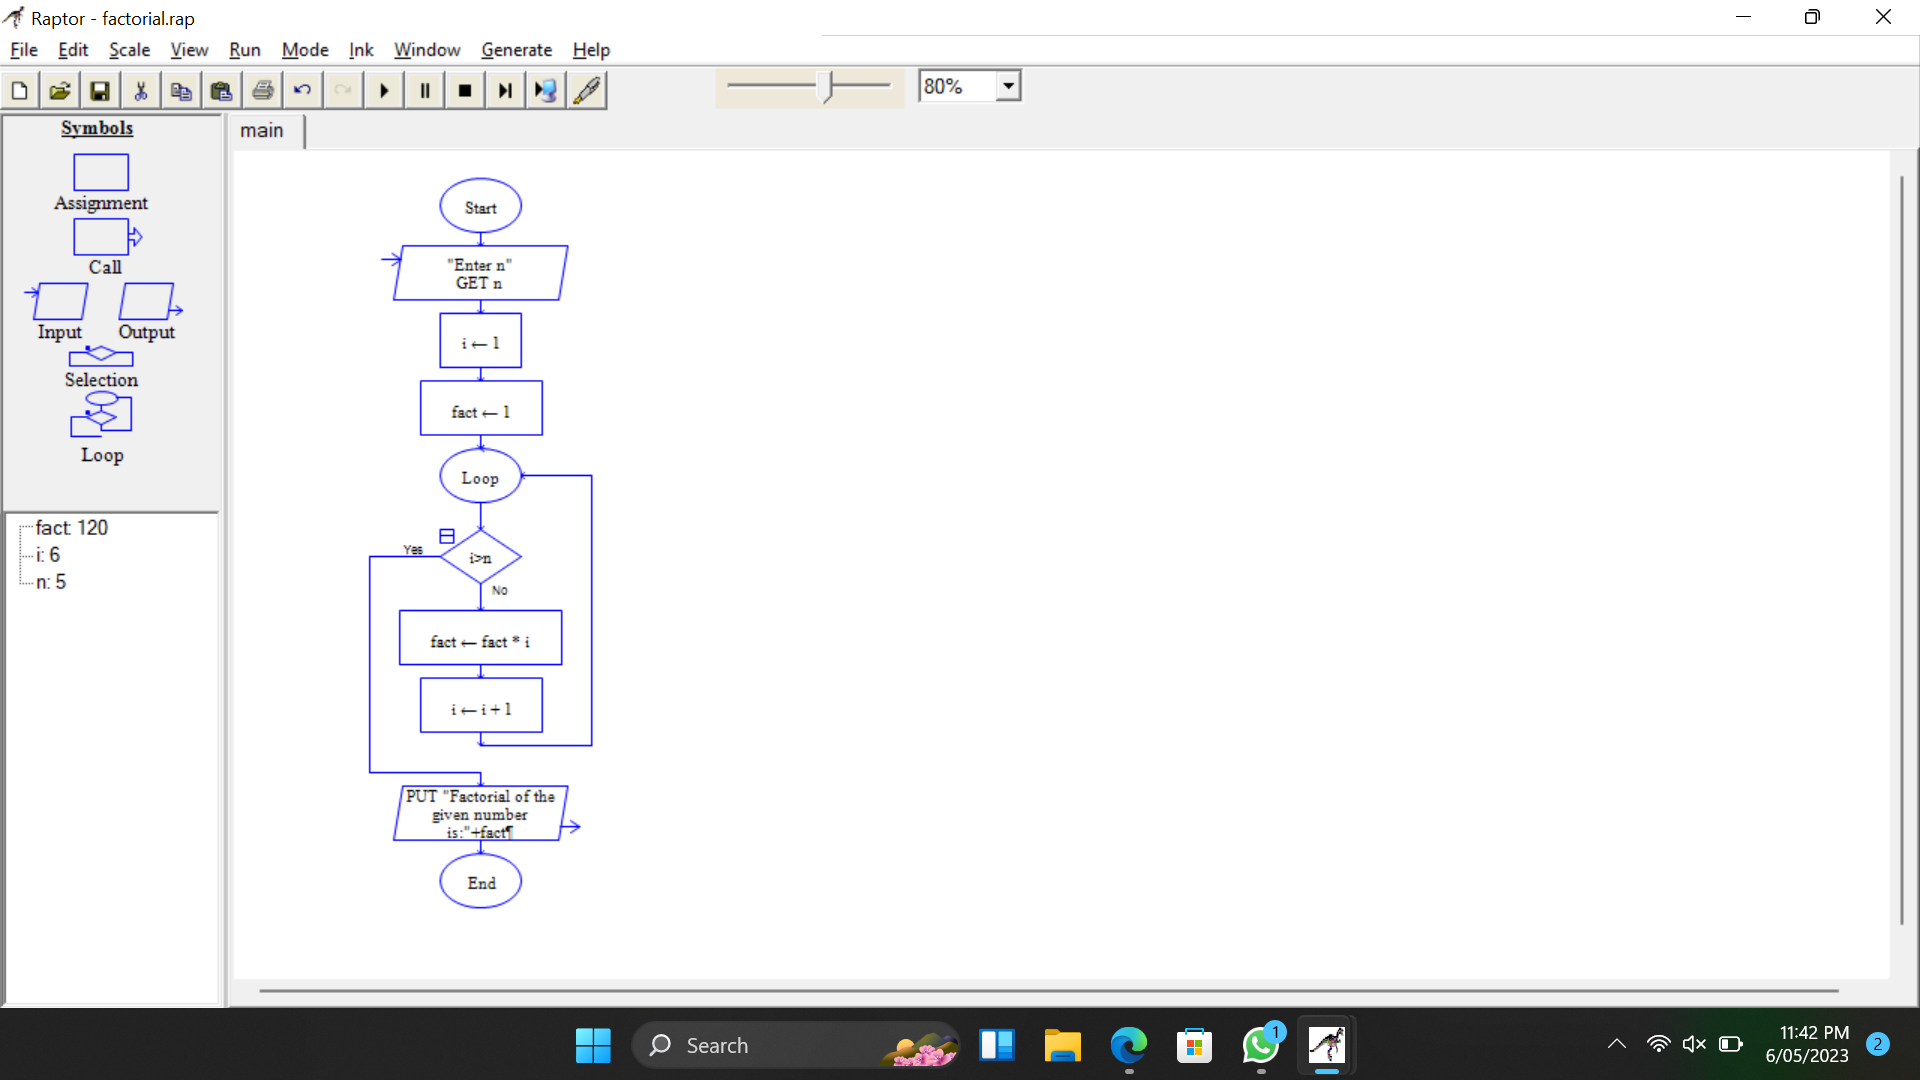 Raptor - factorial.rap
File Edit Scale View Run Mode Ink Window Generate Help
80%
Symbols
Assignment
Call
Input Output
Selection
Loop
fact: 120
i: 6
n: 5
main
Start
"Enter n"
GET n
i ← 1
fact ← 1
Loop
Yes
i>n
No
fact ← fact * i
i ← i + 1
PUT "Factorial of the
given number
is:"+fact¶
End
Search
1
11:42 PM
6/05/2023
2